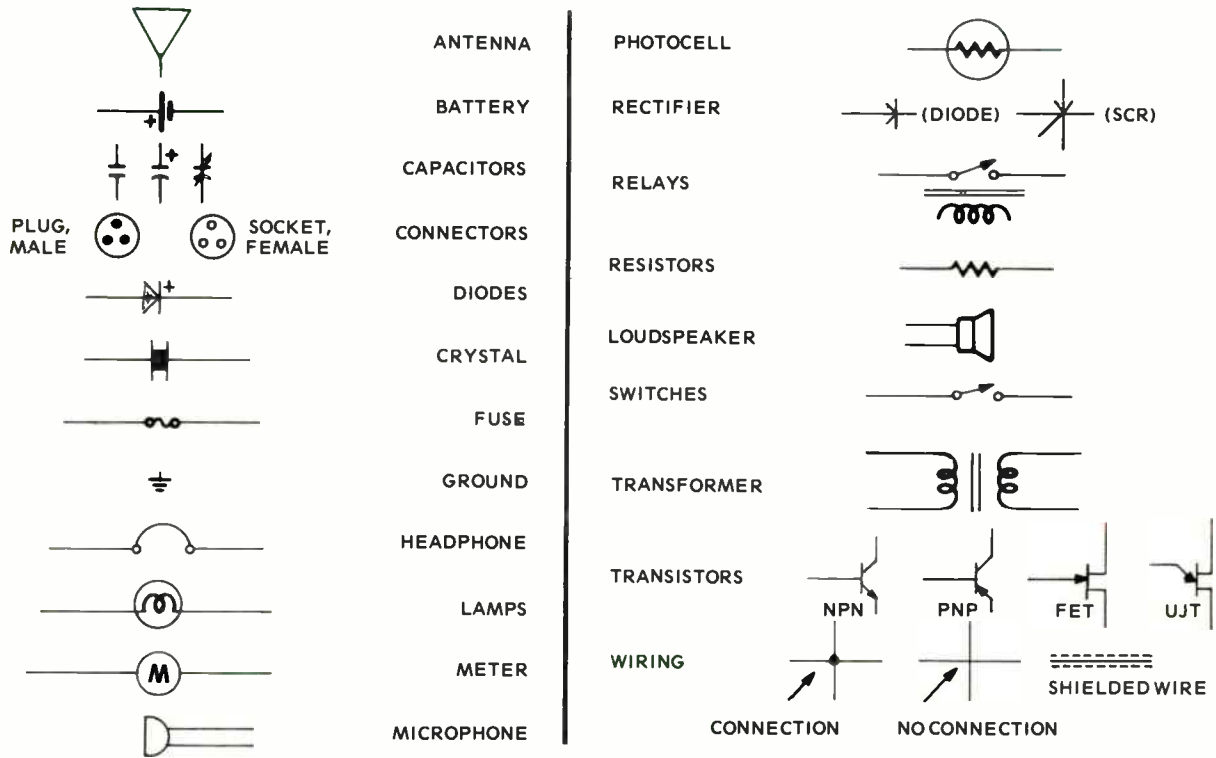 ANTENNA
+
BATTERY
+
CAPACITORS
PLUG,
MALE
SOCKET,
FEMALE
CONNECTORS
+
DIODES
CRYSTAL
FUSE
GROUND
HEADPHONE
LAMPS
M
METER
MICROPHONE
PHOTOCELL
RECTIFIER
(DIODE)
(SCR)
RELAYS
RESISTORS
LOUDSPEAKER
SWITCHES
TRANSFORMER
TRANSISTORS
NPN
PNP
FET
UJT
WIRING
SHIELDED WIRE
CONNECTION
NO CONNECTION